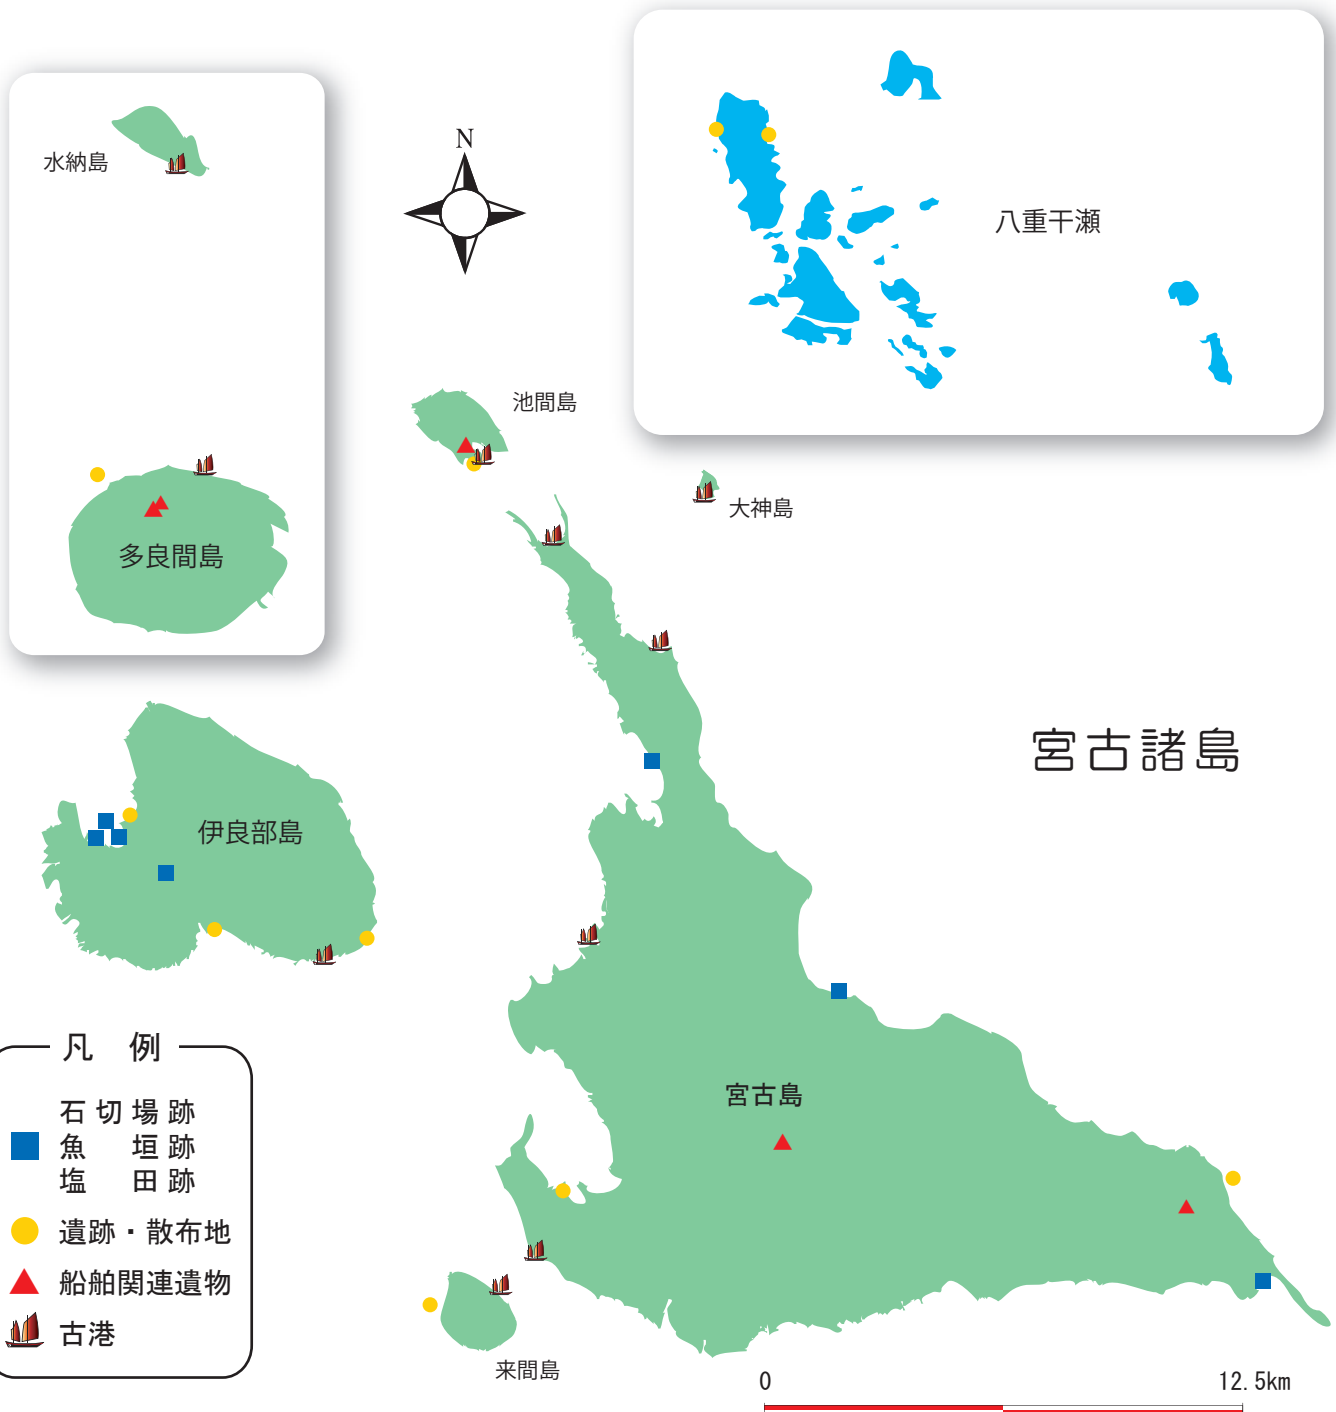 水納島
N
八重干瀬
池間島
大神島
多良間島
宮古諸島
伊良部島
凡 例
石切場跡
魚垣跡
塩田跡
遺跡・散布地
船舶関連遺物
古港
宮古島
来間島
0 12.5km